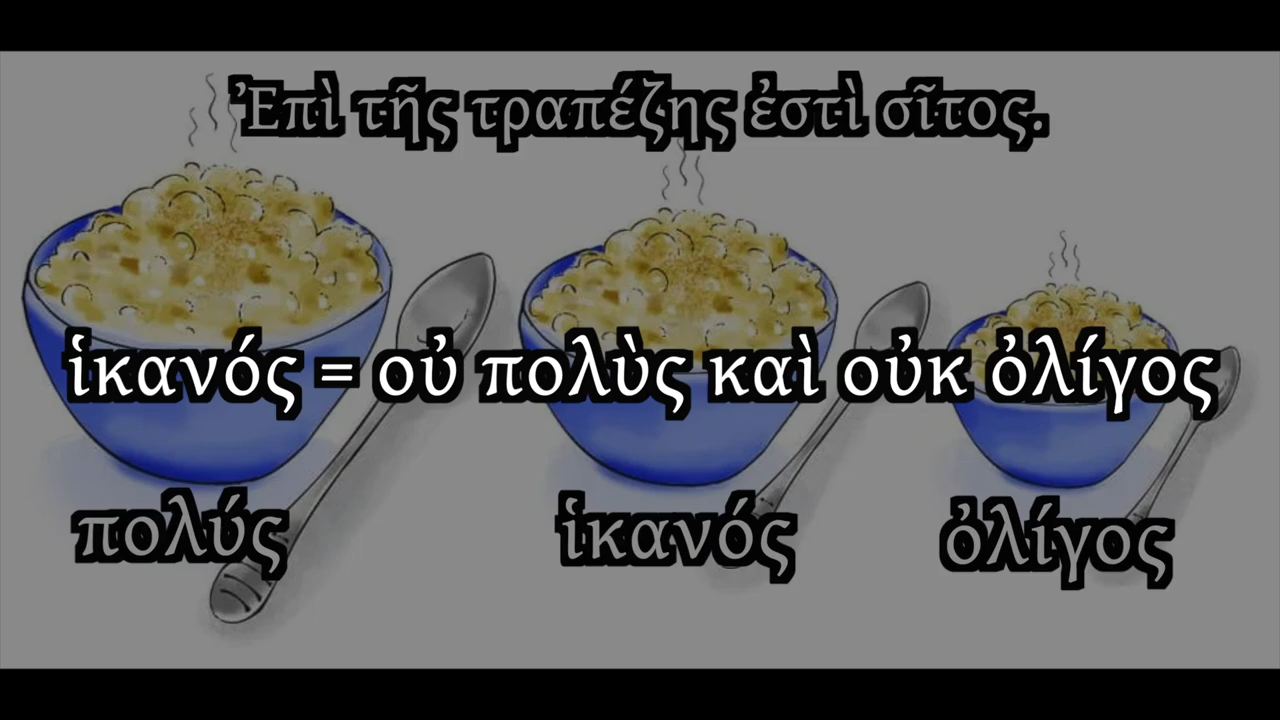 Ἐπὶ τῆς τραπέζης ἐστὶ σῖτος.
ἱκανός = οὐ πολὺς καὶ οὐκ ὀλίγος
πολύς ἱκανός ὀλίγος